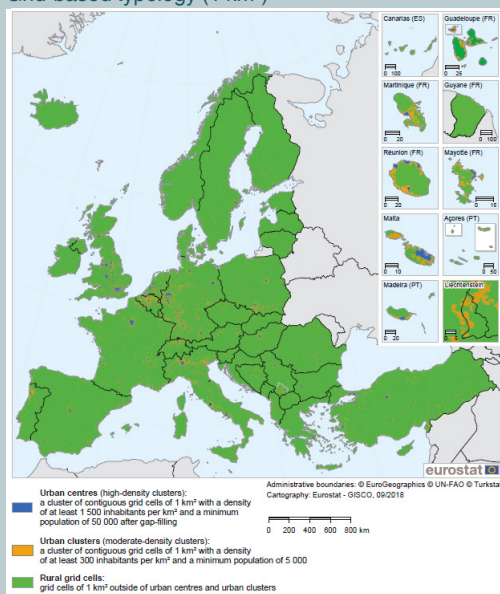 Canarias (ES)
0 100
Guadeloupe (FR)
0 25
Martinique (FR)
0 20
Guyane (FR)
0 100
Réunion (FR)
0 20
Mayotte (FR)
0 15
Malta
0 10
Açores (PT)
0 50
Madeira (PT)
0 20
Liechtenstein
eurostat
Administrative boundaries: © EuroGeographics © UN-FAO © Turkstat
Cartography: Eurostat - GISCO, 09/2018
0 200 400 600 800 km
Urban centres (high-density clusters):
a cluster of contiguous grid cells of 1 km² with a density
of at least 1 500 inhabitants per km² and a minimum
population of 50 000 after gap-filling
Urban clusters (moderate-density clusters):
a cluster of contiguous grid cells of 1 km² with a density
of at least 300 inhabitants per km² and a minimum population of 5 000
Rural grid cells:
grid cells of 1 km² outside of urban centres and urban clusters